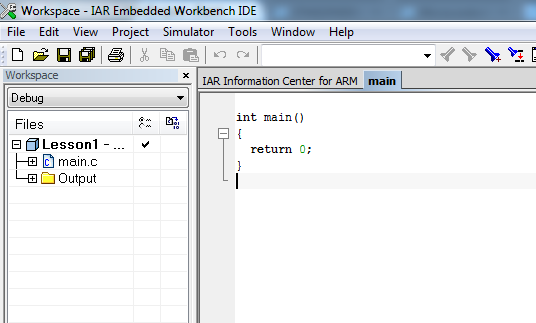 Workspace - IAR Embedded Workbench IDE
File Edit View Project Simulator Tools Window Help
Workspace
Debug
Files
Lesson1 - ...
main.c
Output
IAR Information Center for ARM main
int main()
{
return 0;
}